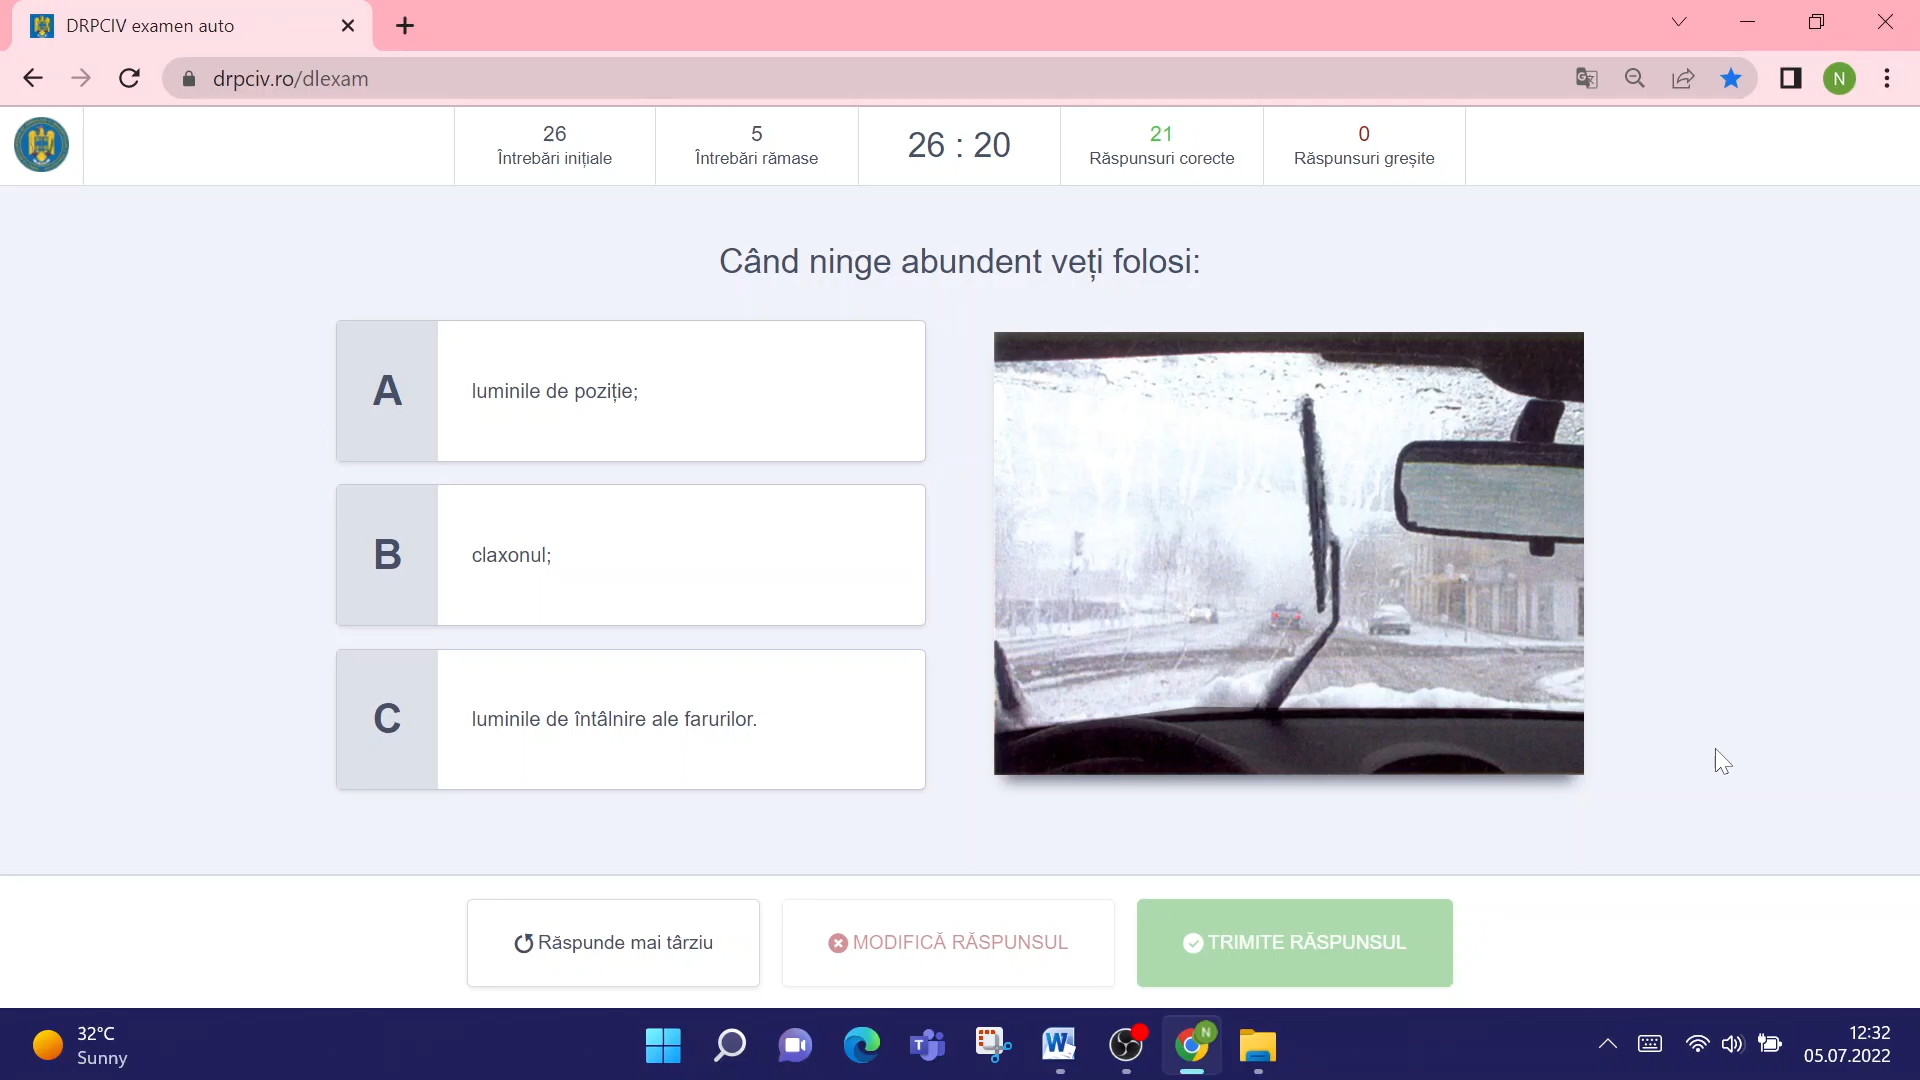 DRPCIV examen auto
drpciv.ro/dlexam
N
26
Întrebări inițiale
5
Întrebări rămase
26 : 20
21
Răspunsuri corecte
0
Răspunsuri greșite
Când ninge abundent veți folosi:
A
luminile de poziție;
B
claxonul;
C
luminile de întâlnire ale farurilor.
Răspunde mai târziu
MODIFICĂ RĂSPUNSUL
TRIMITE RĂSPUNSUL
32°C
Sunny
T
W
N
12:32
05.07.2022